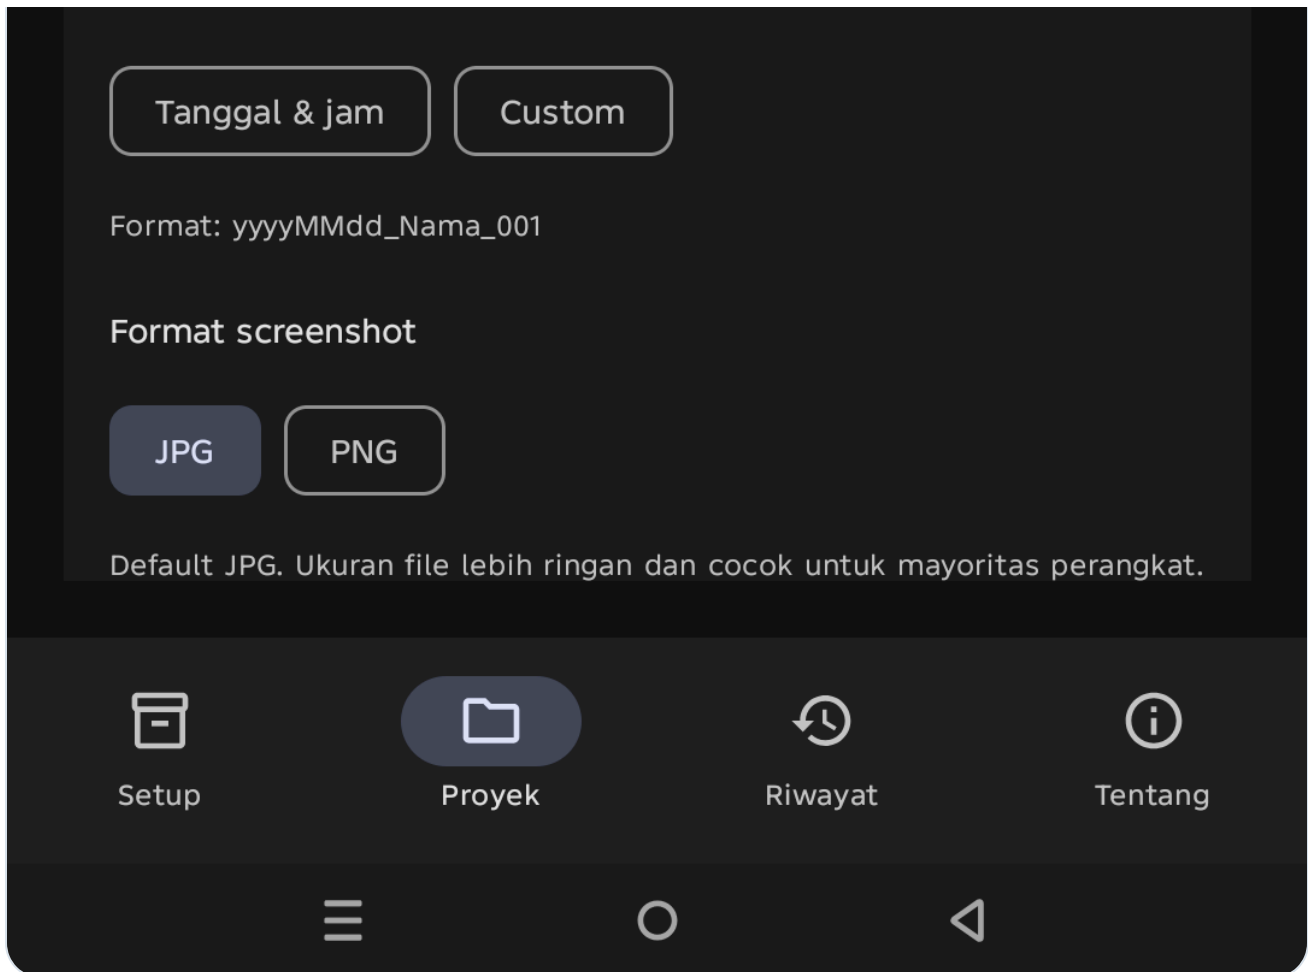 Tanggal & jam
Custom
Format: yyyyMMdd_Nama_001
Format screenshot
JPG
PNG
Default JPG. Ukuran file lebih ringan dan cocok untuk mayoritas perangkat.
Setup
Proyek
Riwayat
Tentang